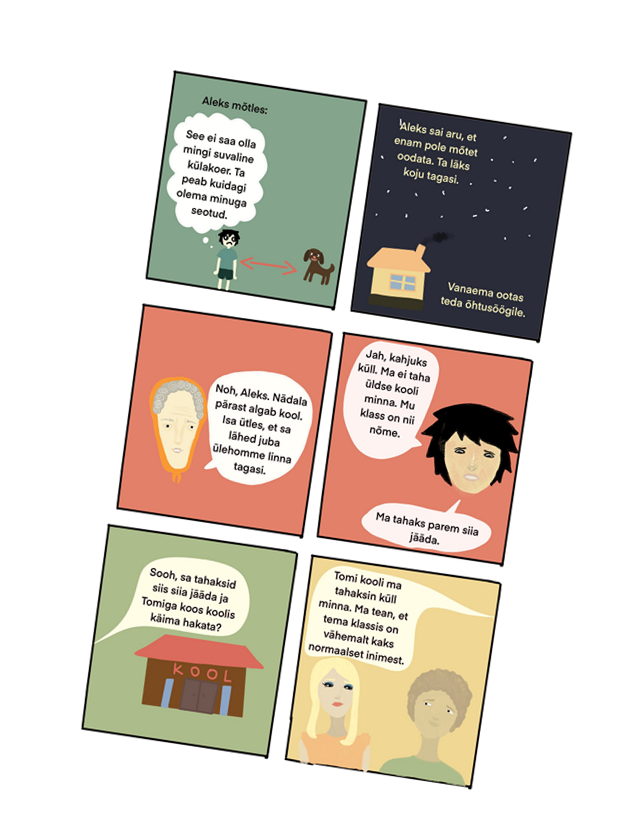 Aleks mõtles:
See ei saa olla
mingi suvaline
külakoer. Ta
peab kuidagi
olema minuga
seotud.
Aleks sai aru, et
enam pole mõtet
oodata. Ta läks
koju tagasi.
Vanaema ootas
teda õhtusöögile.
Noh, Aleks. Nädala
pärast algab kool.
Isa ütles, et sa
lähed juba
ülehomme linna
tagasi.
Jah, kahjuks
küll. Ma ei taha
üldse kooli
minna. Mu
klass on nii
nõme.
Ma tahaks parem siia
jääda.
Sooh, sa tahaksid
siis siia jääda ja
Tomiga koos koolis
käima hakata?
KOOL
Tomi kooli ma
tahaksin küll
minna. Ma tean, et
tema klassis on
vähemalt kaks
normaalset inimest.